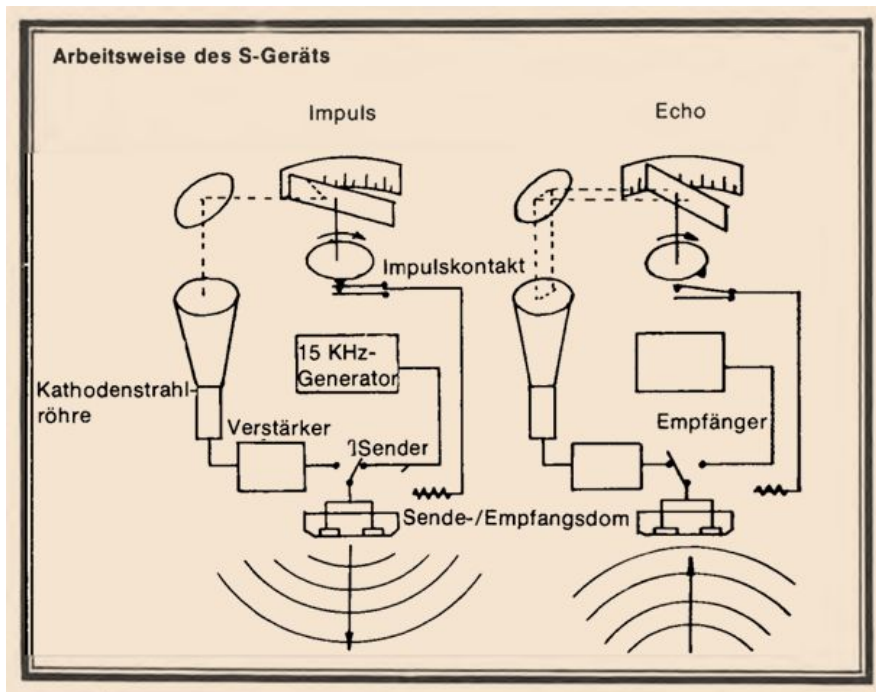 Arbeitsweise des S-Geräts
Impuls
Echo
Impulskontakt
15 KHz-
Generator
Kathodenstrahl-
röhre
Verstärker
Sender
Empfänger
Sende-/Empfangsdom